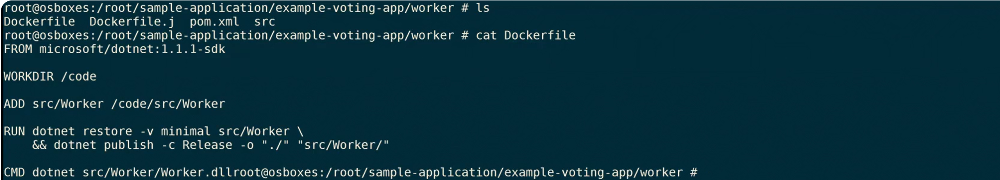 root@osboxes:/root/sample-application/example-voting-app/worker # ls
Dockerfile  Dockerfile.j  pom.xml  src
root@osboxes:/root/sample-application/example-voting-app/worker # cat Dockerfile
FROM microsoft/dotnet:1.1.1-sdk
WORKDIR /code
ADD src/Worker /code/src/Worker
RUN dotnet restore -v minimal src/Worker \
    && dotnet publish -c Release -o "./" "src/Worker/"
CMD dotnet src/Worker/Worker.dllroot@osboxes:/root/sample-application/example-voting-app/worker #